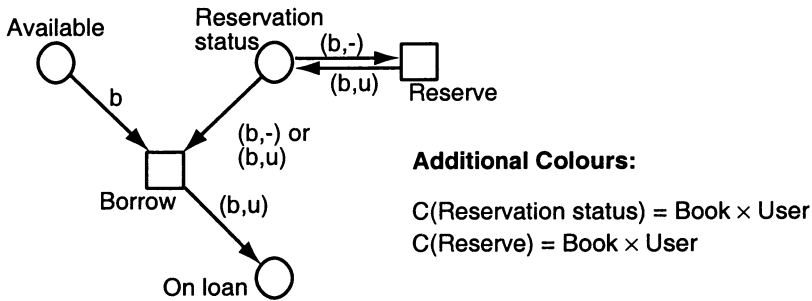 Available
Reservation
status
(b,-)
(b,u)
Reserve
b
(b,-) or
(b,u)
Borrow
(b,u)
On loan
Additional Colours:
C(Reservation status) = Book × User
C(Reserve) = Book × User